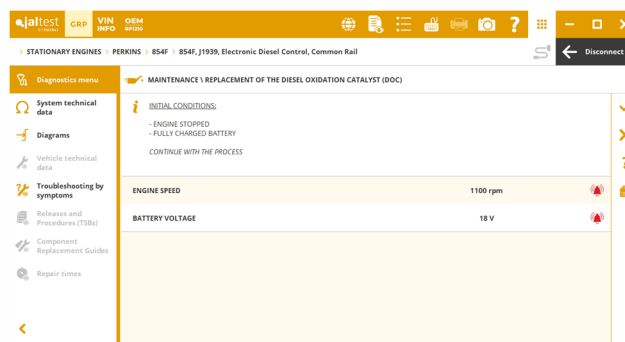 jaltest
GRP
VIN INFO
OEM
RP1210
STATIONARY ENGINES > PERKINS > 854F > 854F, J1939, Electronic Diesel Control, Common Rail
Disconnect
Diagnostics menu
MAINTENANCE \ REPLACEMENT OF THE DIESEL OXIDATION CATALYST (DOC)
System technical
data
Diagrams
Vehicle technical
data
Troubleshooting by
symptoms
Releases and
Procedures (TSBs)
Component
Replacement Guides
Repair times
INITIAL CONDITIONS:
- ENGINE STOPPED
- FULLY CHARGED BATTERY
CONTINUE WITH THE PROCESS
ENGINE SPEED 1100 rpm
BATTERY VOLTAGE 18 V